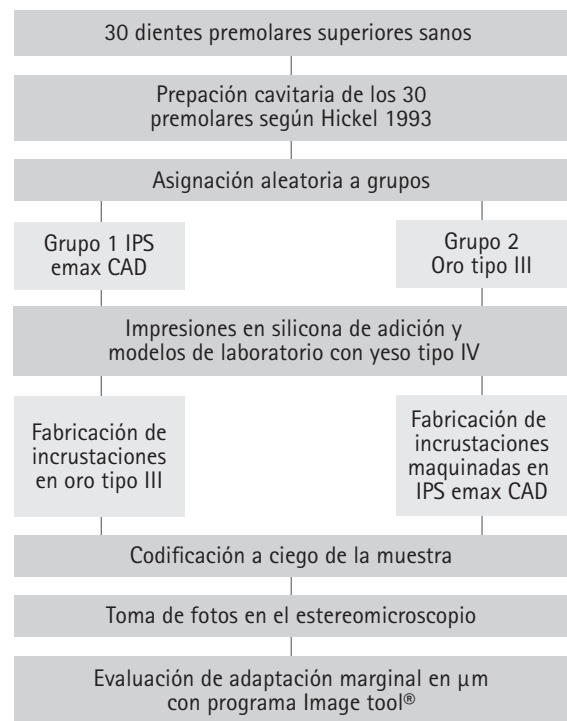 30 dientes premolares superiores sanos
Prepación cavitaria de los 30
premolares según Hickel 1993
Asignación aleatoria a grupos
Grupo 1 IPS
emax CAD
Grupo 2
Oro tipo III
Impresiones en silicona de adición y
modelos de laboratorio con yeso tipo IV
Fabricación de
incrustaciones
en oro tipo III
Fabricación de
incrustaciones
maquinadas en
IPS emax CAD
Codificación a ciego de la muestra
Toma de fotos en el estereomicroscopio
Evaluación de adaptación marginal en µm
con programa Image tool®